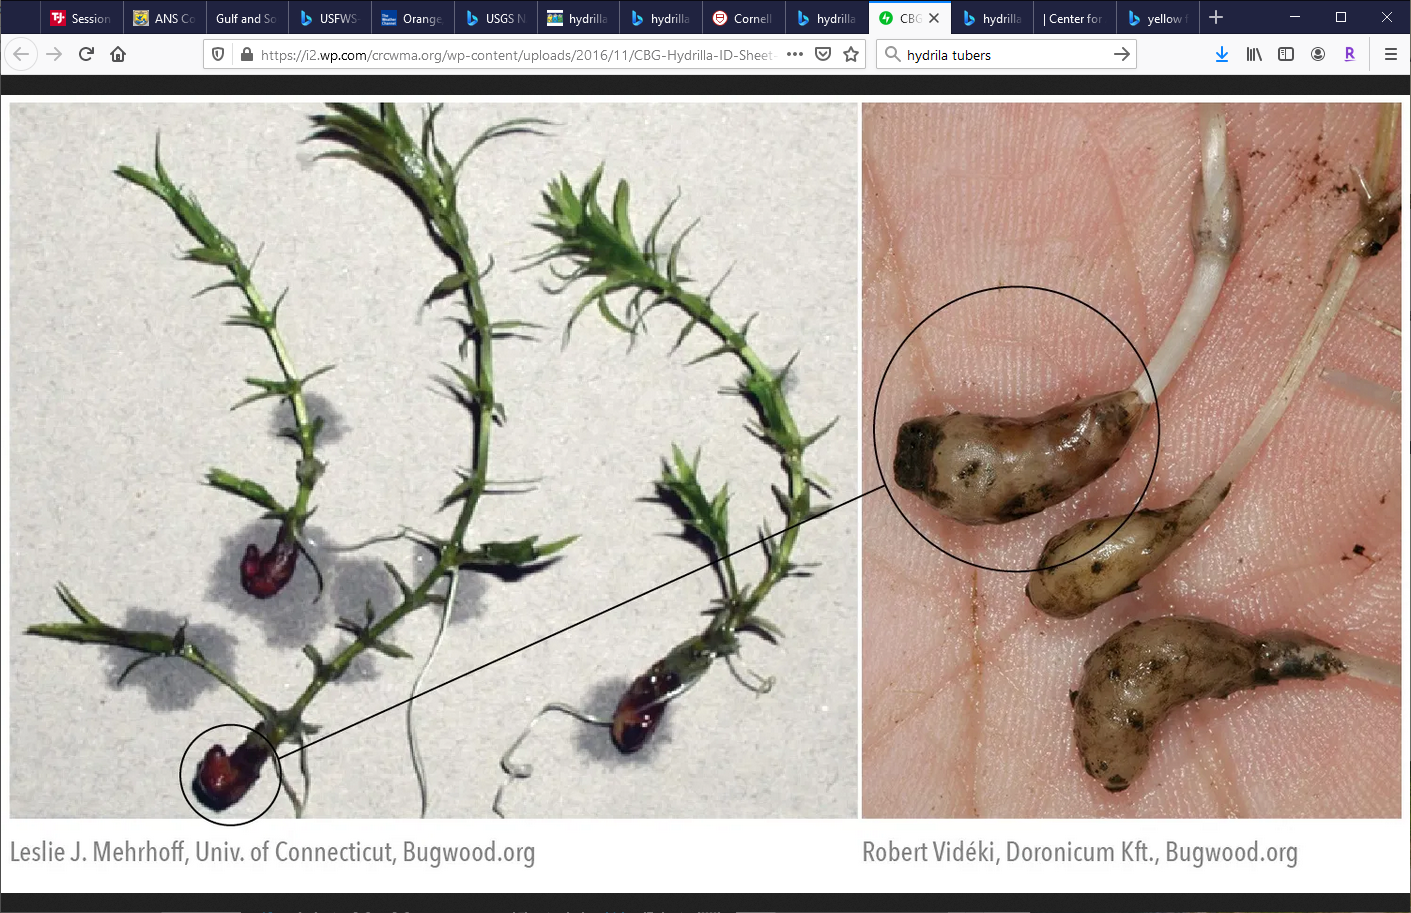 Session
ANS Co
Gulf and So
USFWS
Orange,
USGS N
hydrilla
hydrilla
Cornell
hydrilla
CBG
hydrilla
| Center for
yellow f
https://i2.wp.com/crcwma.org/wp-content/uploads/2016/11/CBG-Hydrilla-ID-Sheet-
hydrila tubers
Leslie J. Mehrhoff, Univ. of Connecticut, Bugwood.org
Robert Vidéki, Doronicum Kft., Bugwood.org